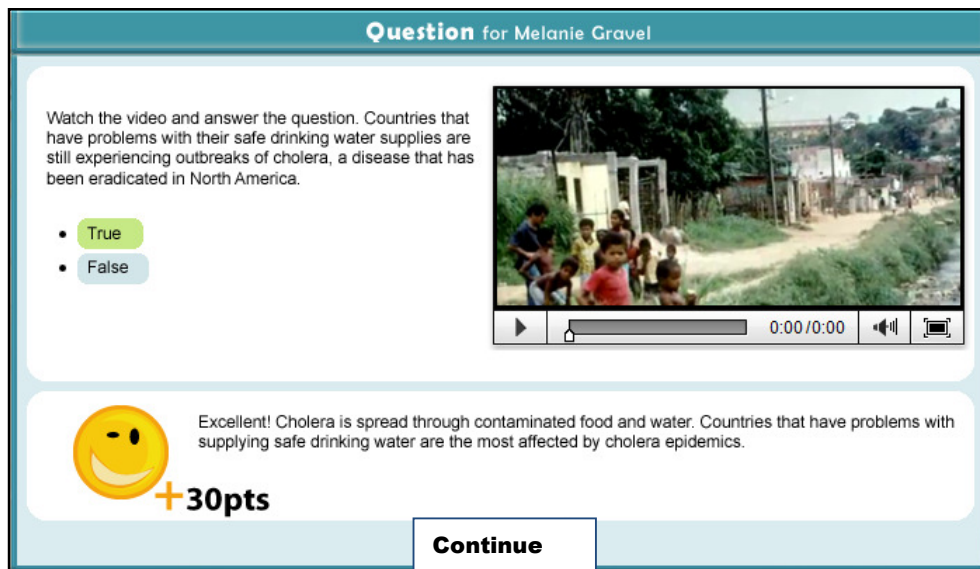 Question for Melanie Gravel
Watch the video and answer the question. Countries that
have problems with their safe drinking water supplies are
still experiencing outbreaks of cholera, a disease that has
been eradicated in North America.
True
False
0:00/0:00
Excellent! Cholera is spread through contaminated food and water. Countries that have problems with
supplying safe drinking water are the most affected by cholera epidemics.
+30pts
Continue